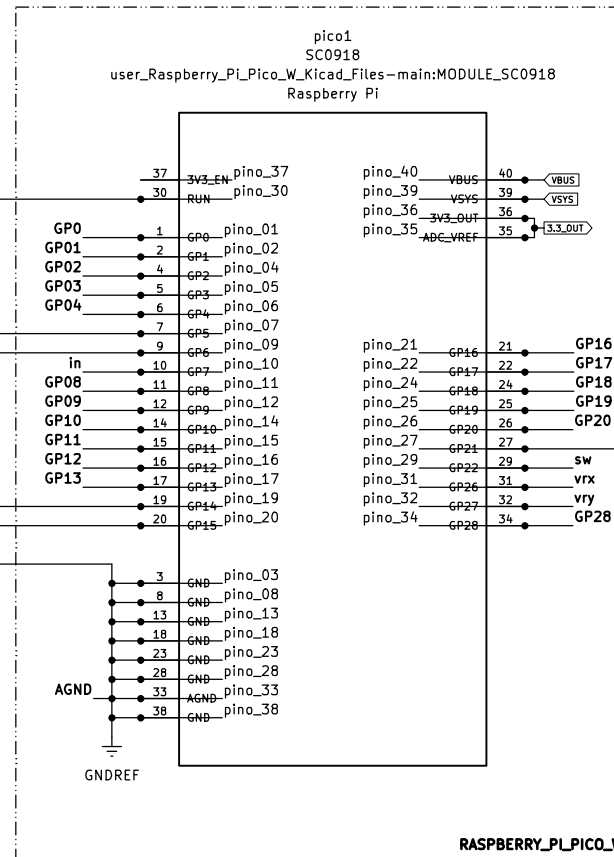 pico1
SC0918
user_Raspberry_Pi_Pico_W_Kicad_Files-main:MODULE_SC0918
Raspberry Pi
37 3V3_EN pino_37
30 RUN pino_30
GP0 1 GP0 pino_01
GP01 2 GP1 pino_02
GP02 4 GP2 pino_04
GP03 5 GP3 pino_05
GP04 6 GP4 pino_06
7 GP5 pino_07
9 GP6 pino_09
in 10 GP7 pino_10
GP08 11 GP8 pino_11
GP09 12 GP9 pino_12
GP10 14 GP10 pino_14
GP11 15 GP11 pino_15
GP12 16 GP12 pino_16
GP13 17 GP13 pino_17
19 GP14 pino_19
20 GP15 pino_20
3 GND pino_03
8 GND pino_08
13 GND pino_13
18 GND pino_18
23 GND pino_23
28 GND pino_28
AGND 33 AGND pino_33
38 GND pino_38
GNDREF
pino_40 VBUS 40 VBUS
pino_39 VSYS 39 VSYS
pino_36 3V3_OUT 36
pino_35 ADC_VREF 35
3.3_OUT
pino_21 GP16 21 GP16
pino_22 GP17 22 GP17
pino_24 GP18 24 GP18
pino_25 GP19 25 GP19
pino_26 GP20 26 GP20
pino_27 GP21 27
pino_29 GP22 29 sw
pino_31 GP26 31 vrx
pino_32 GP27 32 vry
pino_34 GP28 34 GP28
RASPBERRY_PI_PICO_